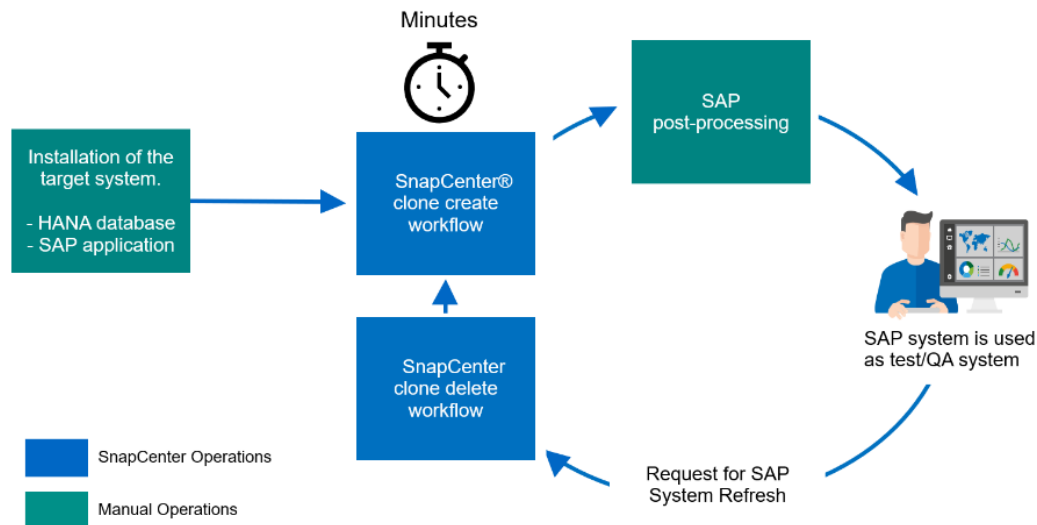 Minutes
Installation of the
target system.
- HANA database
- SAP application
SnapCenter®
clone create
workflow
SAP
post-processing
SAP system is used
as test/QA system
SnapCenter
clone delete
workflow
Request for SAP
System Refresh
SnapCenter Operations
Manual Operations